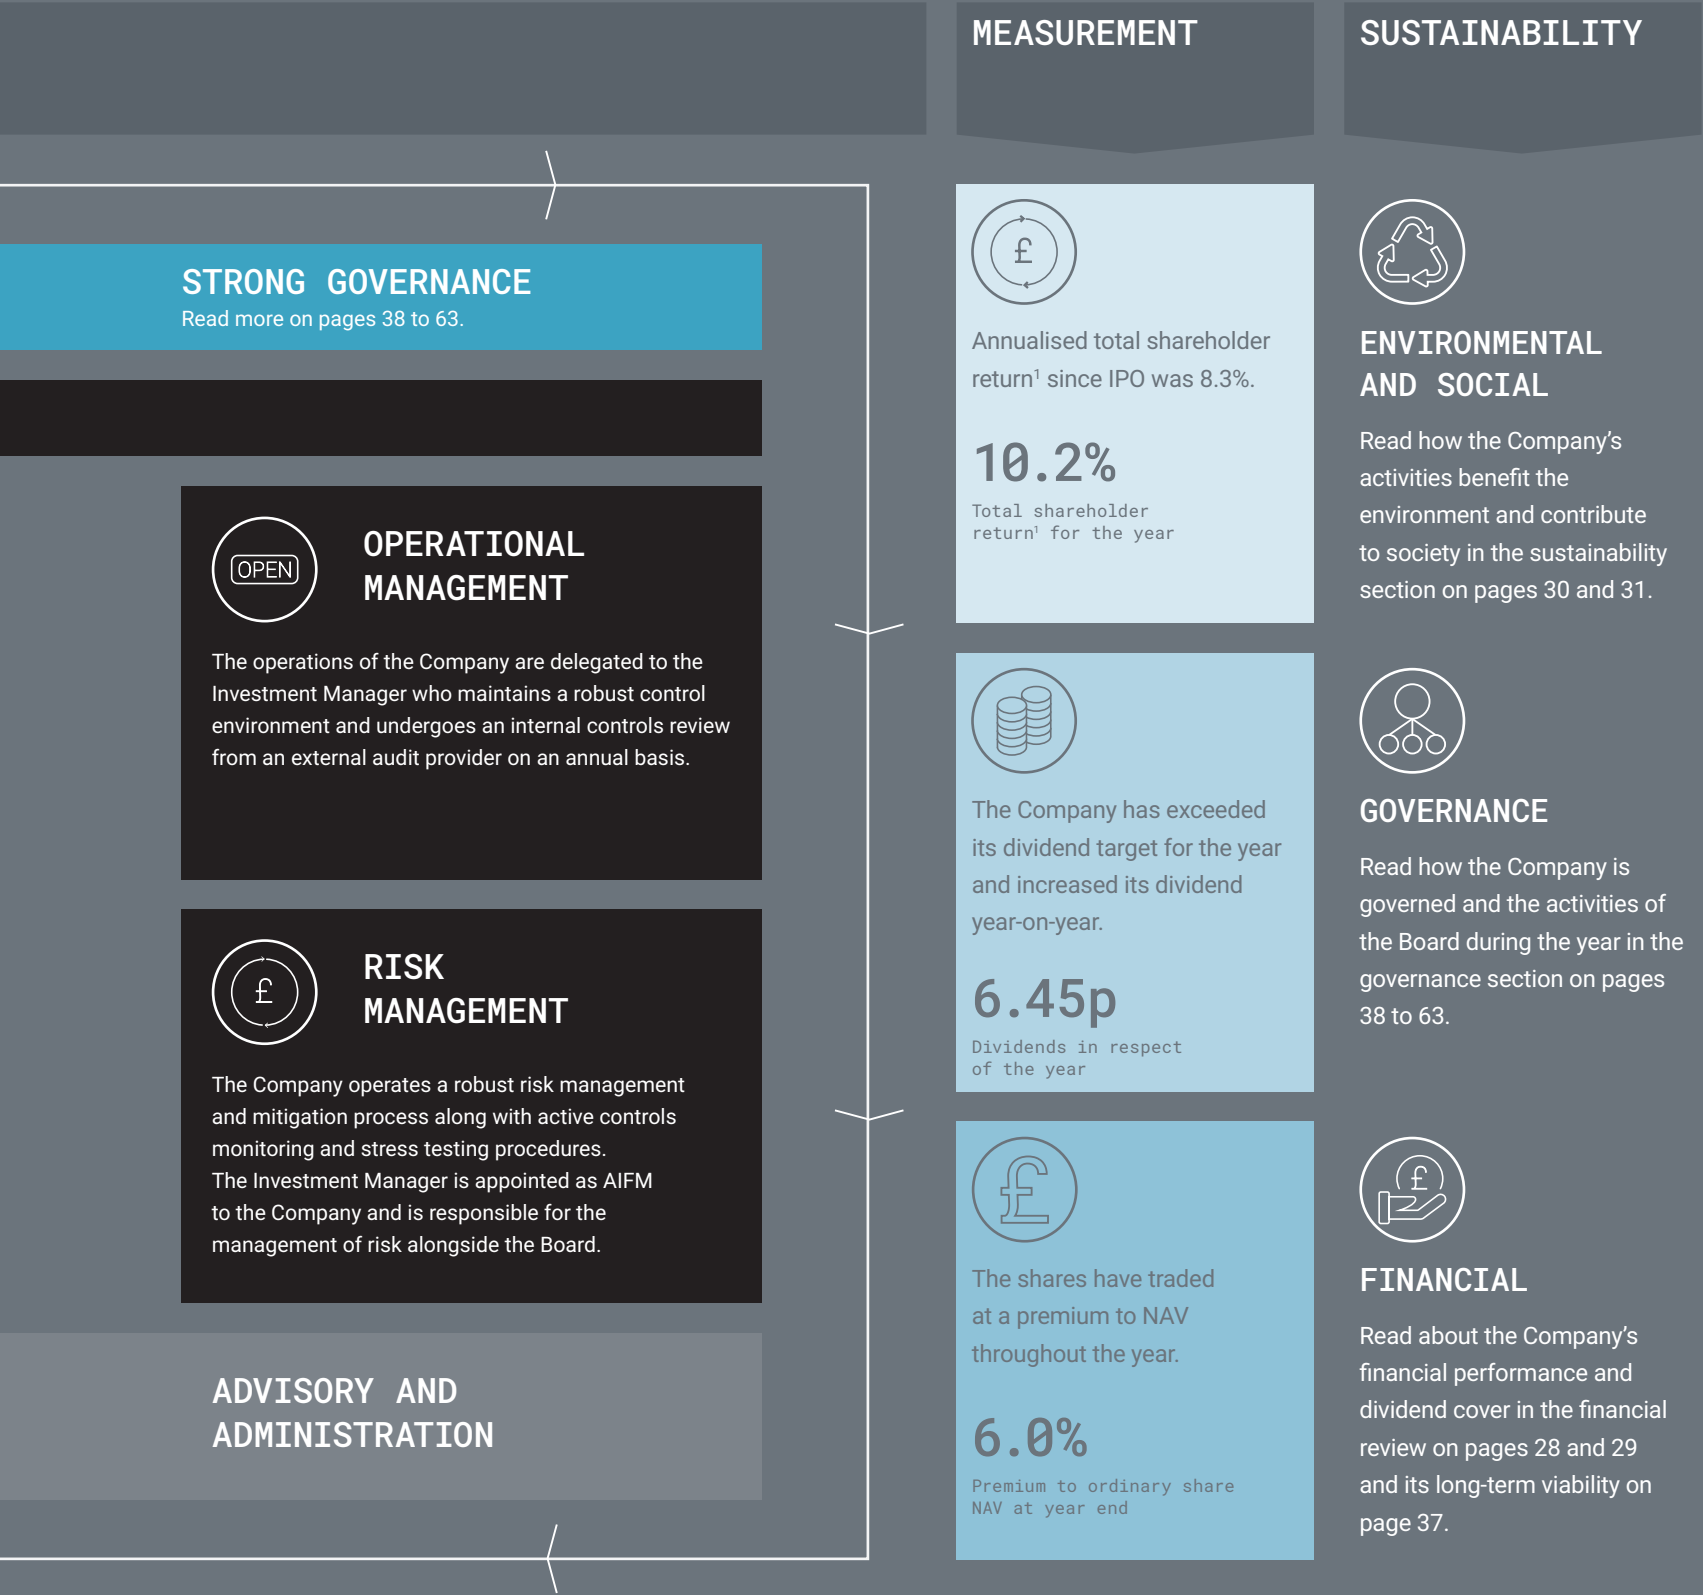 MEASUREMENT
SUSTAINABILITY
STRONG GOVERNANCE
Read more on pages 38 to 63.
OPEN
OPERATIONAL
MANAGEMENT
The operations of the Company are delegated to the
Investment Manager who maintains a robust control
environment and undergoes an internal controls review
from an external audit provider on an annual basis.
£
RISK
MANAGEMENT
The Company operates a robust risk management
and mitigation process along with active controls
monitoring and stress testing procedures.
The Investment Manager is appointed as AIFM
to the Company and is responsible for the
management of risk alongside the Board.
ADVISORY AND
ADMINISTRATION
£
Annualised total shareholder
return¹ since IPO was 8.3%.
10.2%
Total shareholder
return¹ for the year
The Company has exceeded
its dividend target for the year
and increased its dividend
year-on-year.
6.45p
Dividends in respect
of the year
£
The shares have traded
at a premium to NAV
throughout the year.
6.0%
Premium to ordinary share
NAV at year end
ENVIRONMENTAL
AND SOCIAL
Read how the Company’s
activities benefit the
environment and contribute
to society in the sustainability
section on pages 30 and 31.
GOVERNANCE
Read how the Company is
governed and the activities of
the Board during the year in the
governance section on pages
38 to 63.
£
FINANCIAL
Read about the Company’s
financial performance and
dividend cover in the financial
review on pages 28 and 29
and its long-term viability on
page 37.